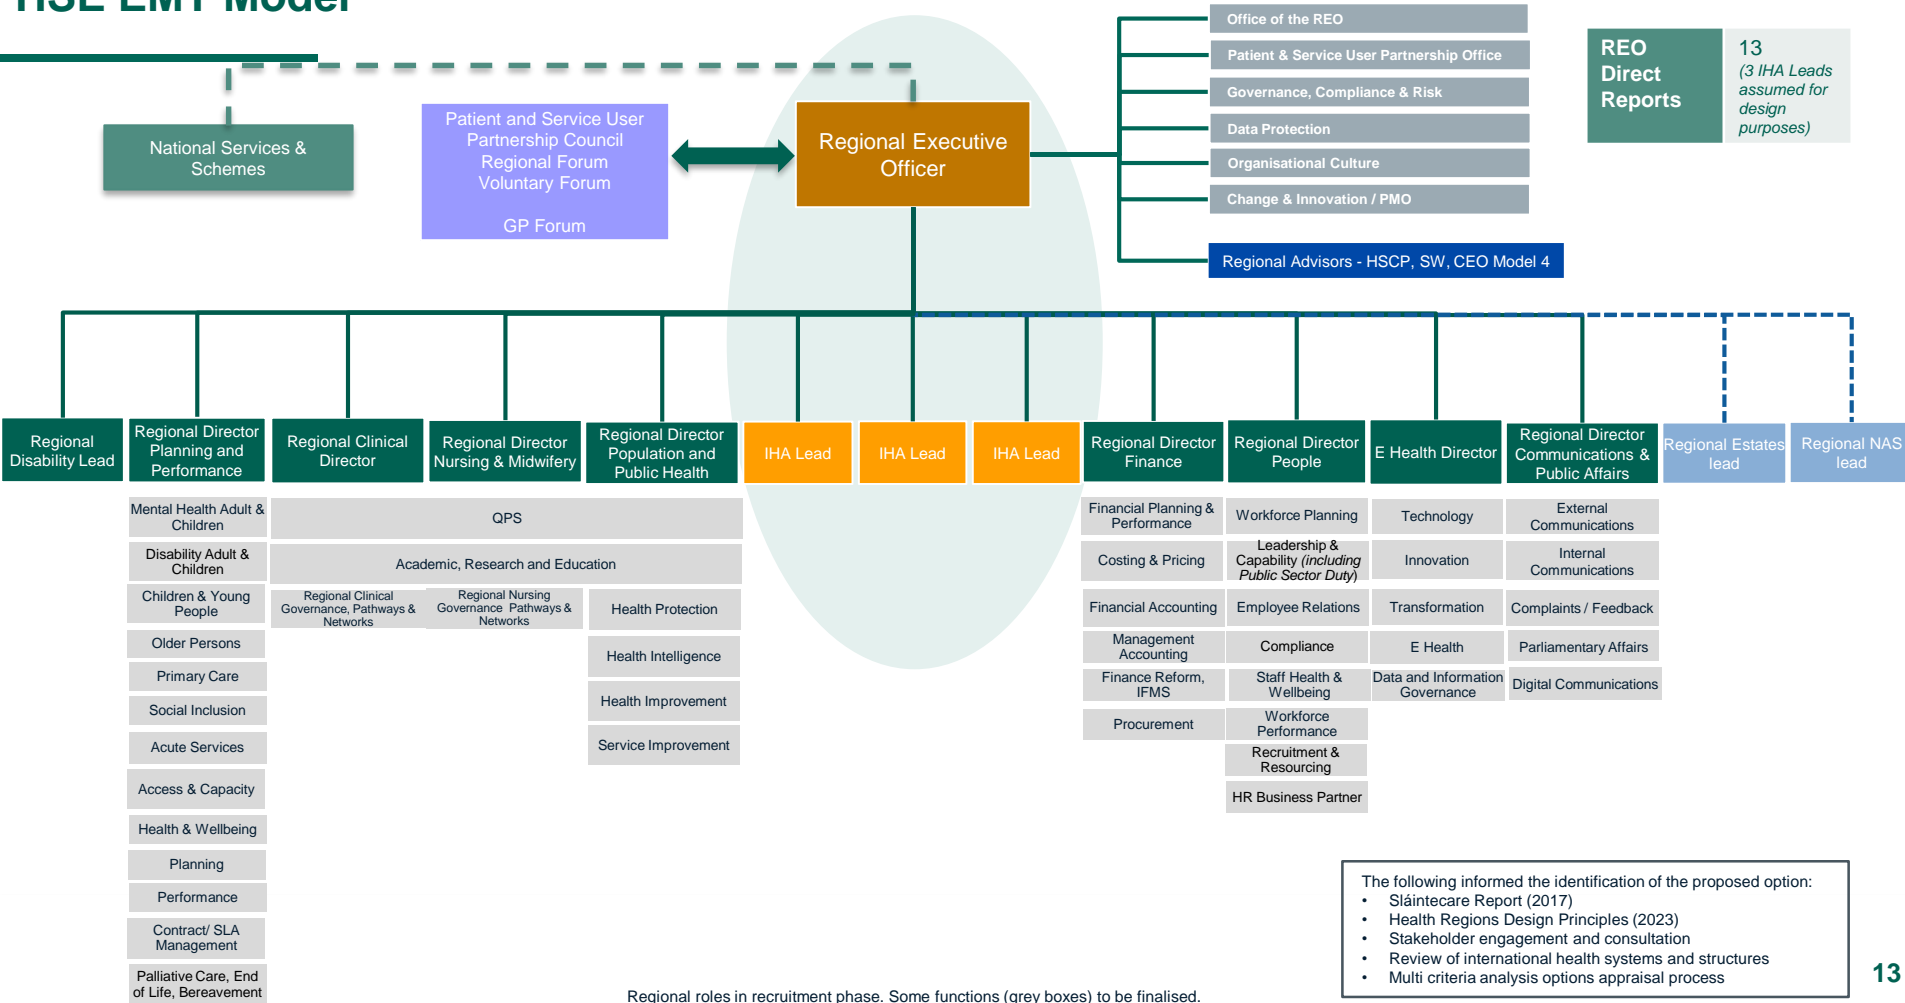 HSE EMT Model
Office of the REO
Patient & Service User Partnership Office
Governance, Compliance & Risk
Data Protection
Organisational Culture
Change & Innovation / PMO
Regional Advisors - HSCP, SW, CEO Model 4
REO
Direct
Reports
13
(3 IHA Leads
assumed for
design
purposes)
National Services &
Schemes
Patient and Service User
Partnership Council
Regional Forum
Voluntary Forum
GP Forum
Regional Executive
Officer
Regional
Disability Lead
Regional Director
Planning and
Performance
Regional Clinical
Director
Regional Director
Nursing & Midwifery
Regional Director
Population and
Public Health
IHA Lead
IHA Lead
IHA Lead
Regional Director
Finance
Regional Director
People
E Health Director
Regional Director
Communications &
Public Affairs
Regional Estates
lead
Regional NAS
lead
Mental Health Adult &
Children
Disability Adult &
Children
Children & Young
People
Older Persons
Primary Care
Social Inclusion
Acute Services
Access & Capacity
Health & Wellbeing
Planning
Performance
Contract/ SLA
Management
Palliative Care, End
of Life, Bereavement
QPS
Academic, Research and Education
Regional Clinical
Governance, Pathways &
Networks
Regional Nursing
Governance Pathways &
Networks
Health Protection
Health Intelligence
Health Improvement
Service Improvement
Financial Planning &
Performance
Costing & Pricing
Financial Accounting
Management
Accounting
Finance Reform,
IFMS
Procurement
Workforce Planning
Leadership &
Capability (including
Public Sector Duty)
Employee Relations
Compliance
Staff Health &
Wellbeing
Workforce
Performance
Recruitment &
Resourcing
HR Business Partner
Technology
Innovation
Transformation
E Health
Data and Information
Governance
External
Communications
Internal
Communications
Complaints / Feedback
Parliamentary Affairs
Digital Communications
The following informed the identification of the proposed option:
• Sláintecare Report (2017)
• Health Regions Design Principles (2023)
• Stakeholder engagement and consultation
• Review of international health systems and structures
• Multi criteria analysis options appraisal process
13
Regional roles in recruitment phase. Some functions (grey boxes) to be finalised.